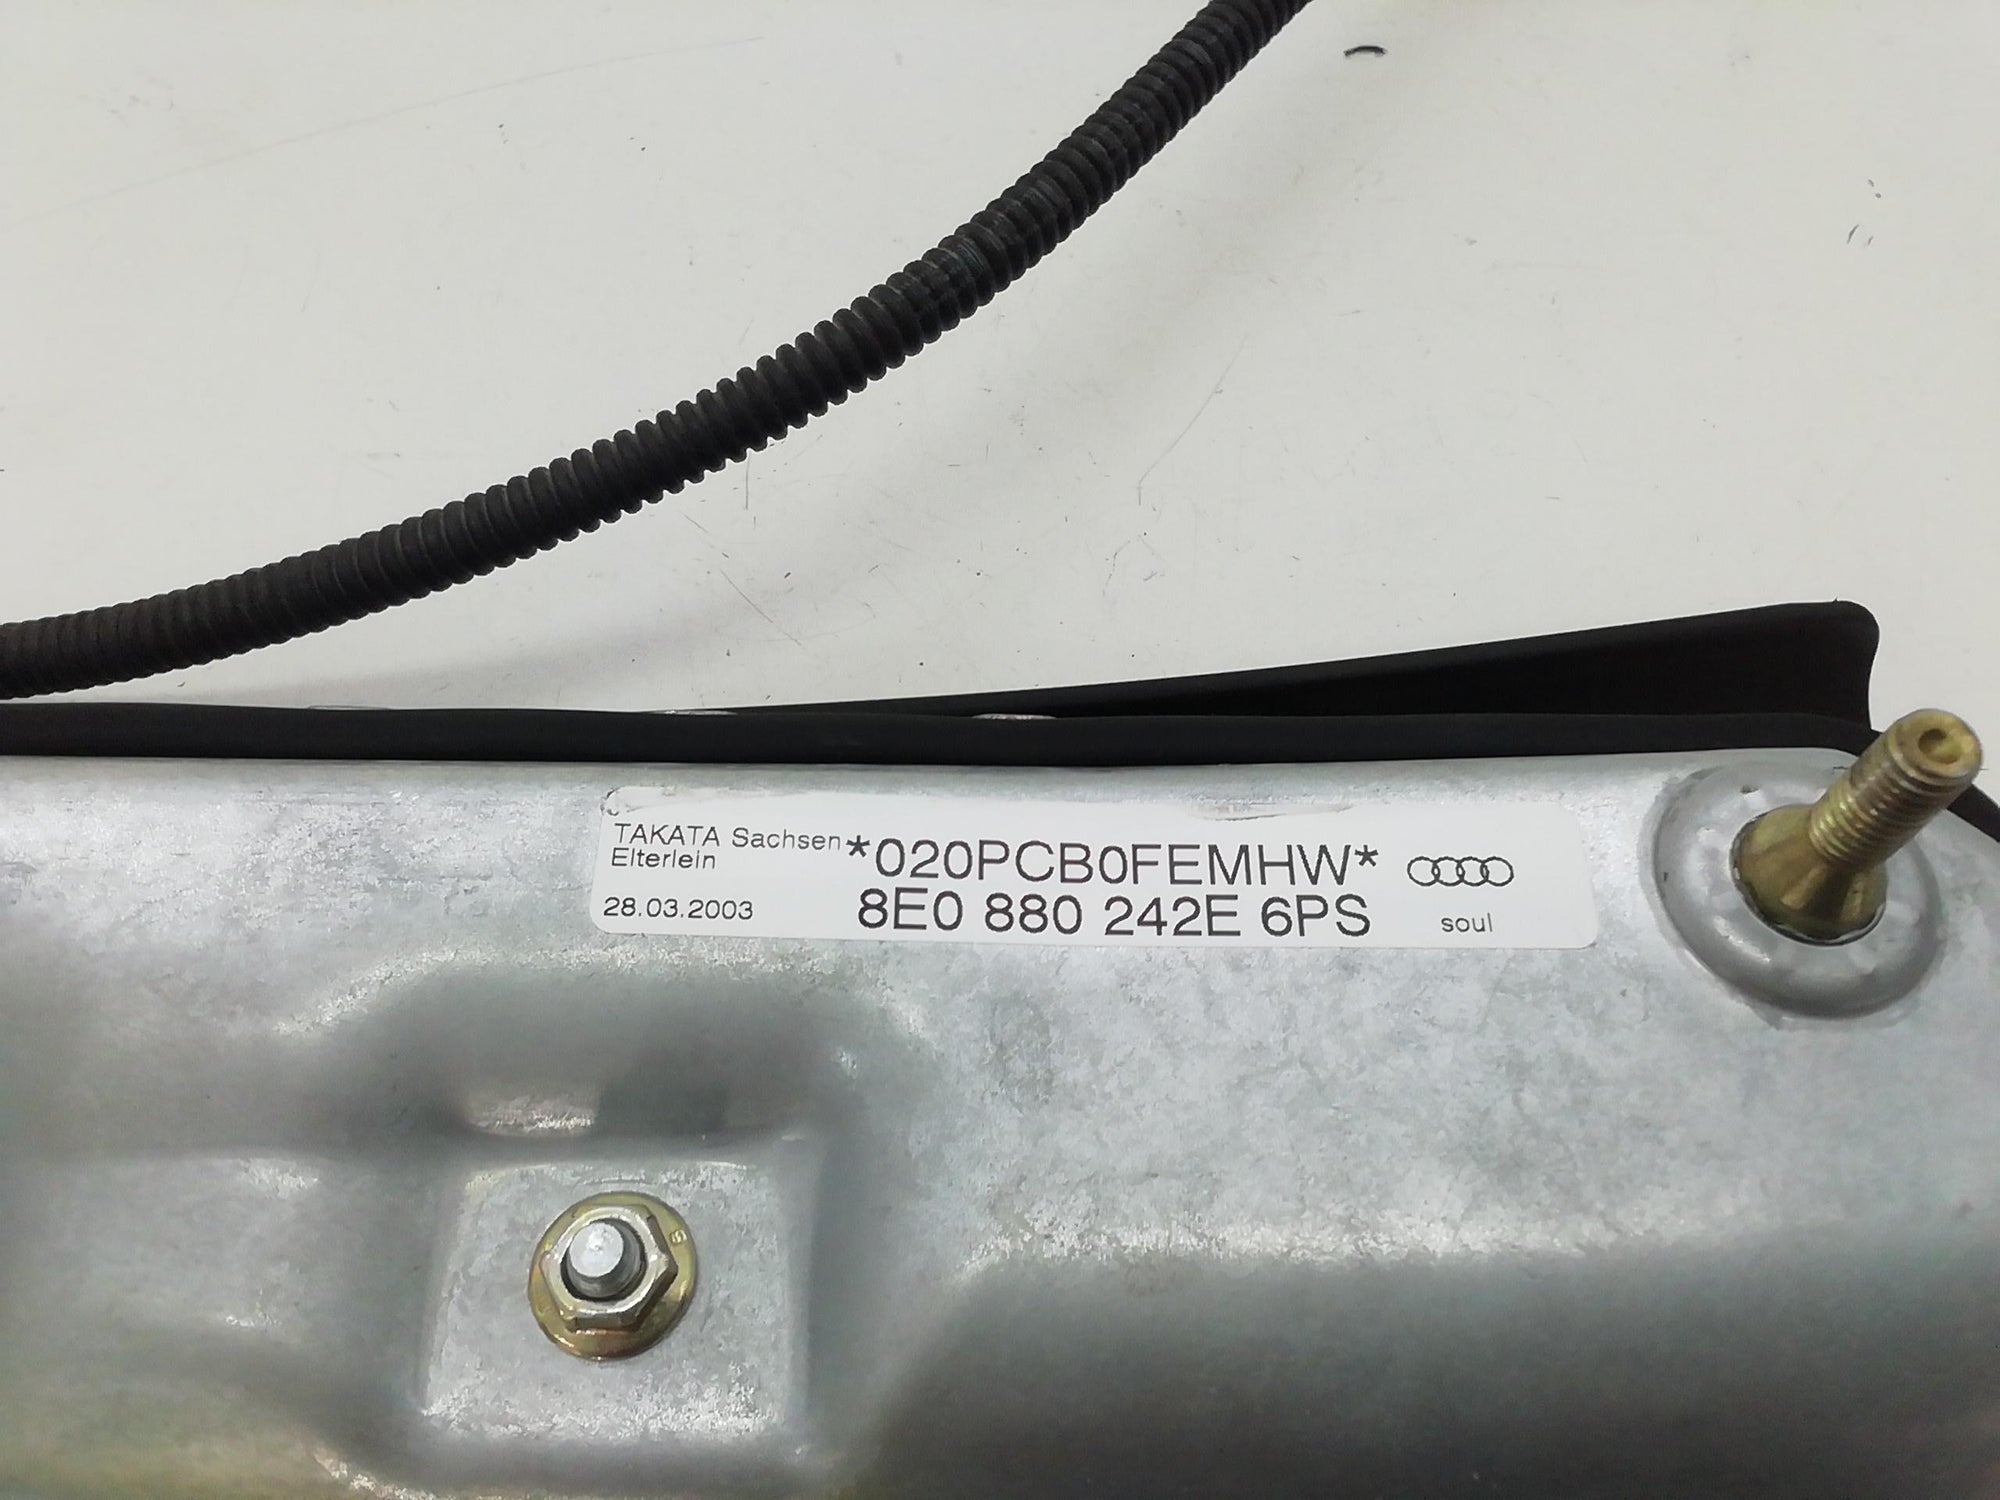 TAKATA Sachsen
Elterlein
*020PCB0FEMHW*
28.03.2003
8E0 880 242E 6PS
soul